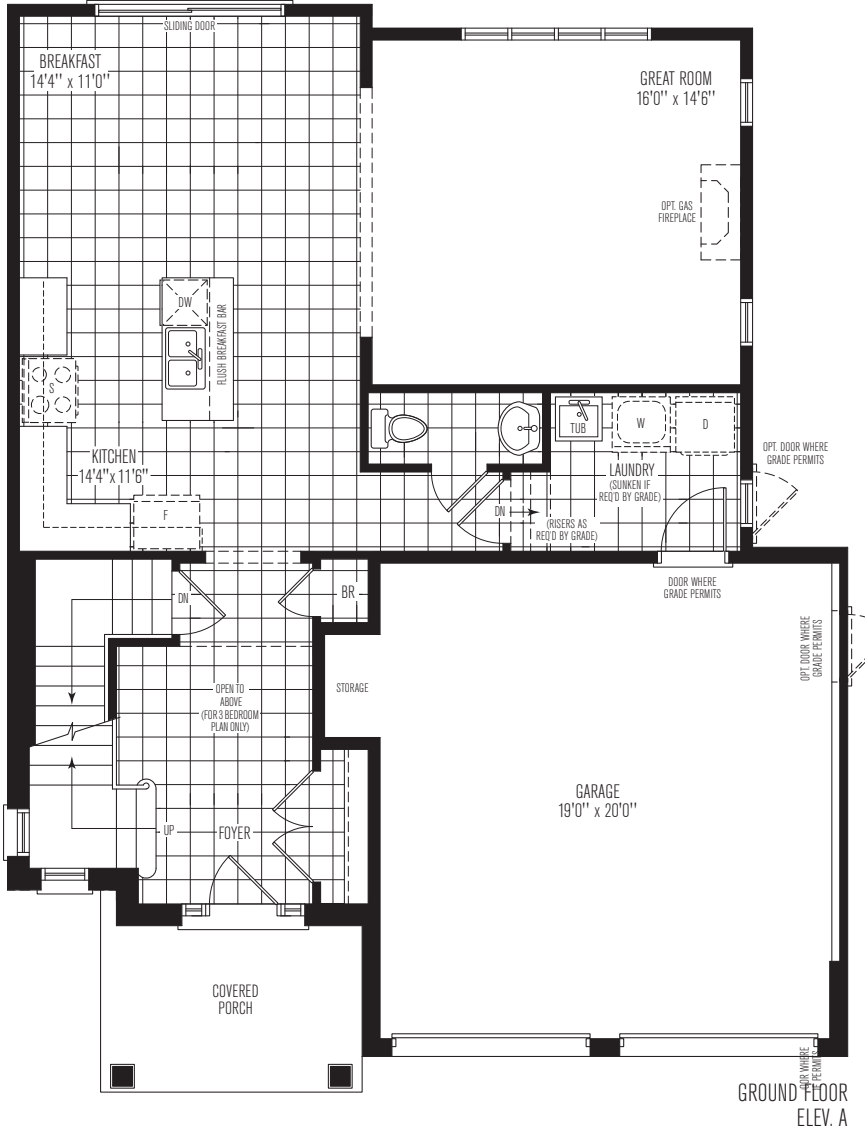 SLIDING DOOR
BREAKFAST
14'4" x 11'0"
GREAT ROOM
16'0" x 14'6"
OPT. GAS
FIREPLACE
DW
FLUSH BREAKFAST BAR
S
KITCHEN
14'4"x 11'6"
F
TUB
W
D
LAUNDRY
(SUNKEN IF
REQ'D BY GRADE)
DN
(RISERS AS
REQ'D BY GRADE)
OPT. DOOR WHERE
GRADE PERMITS
DOOR WHERE
GRADE PERMITS
DN
BR
OPT. DOOR WHERE
GRADE PERMITS
OPEN TO
ABOVE
(FOR 3 BEDROOM
PLAN ONLY)
STORAGE
GARAGE
19'0" x 20'0"
UP
FOYER
COVERED
PORCH
WHERE
PERMITS
GROUND FLOOR
ELEV. A